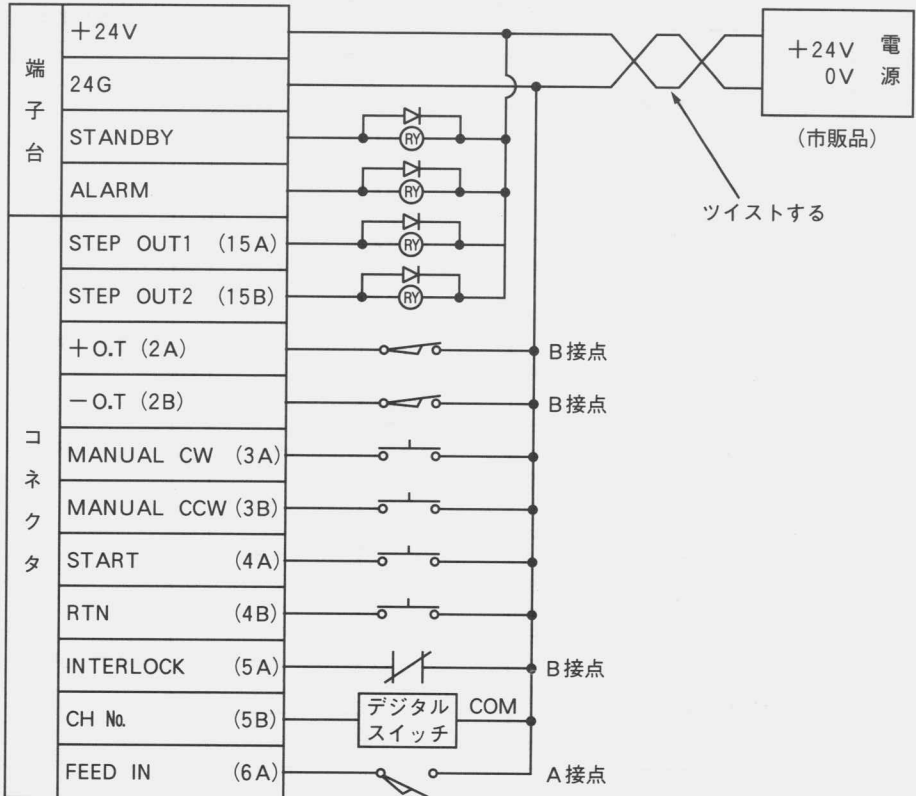 端子台
+24V
24G
STANDBY
ALARM
コネクタ
STEP OUT1 (15A)
STEP OUT2 (15B)
+O.T (2A)
-O.T (2B)
MANUAL CW (3A)
MANUAL CCW (3B)
START (4A)
RTN (4B)
INTERLOCK (5A)
CH No. (5B)
FEED IN (6A)
RY
RY
RY
RY
B接点
B接点
B接点
デジタル
スイッチ
COM
A接点
+24V
0V
電源
(市販品)
ツイストする